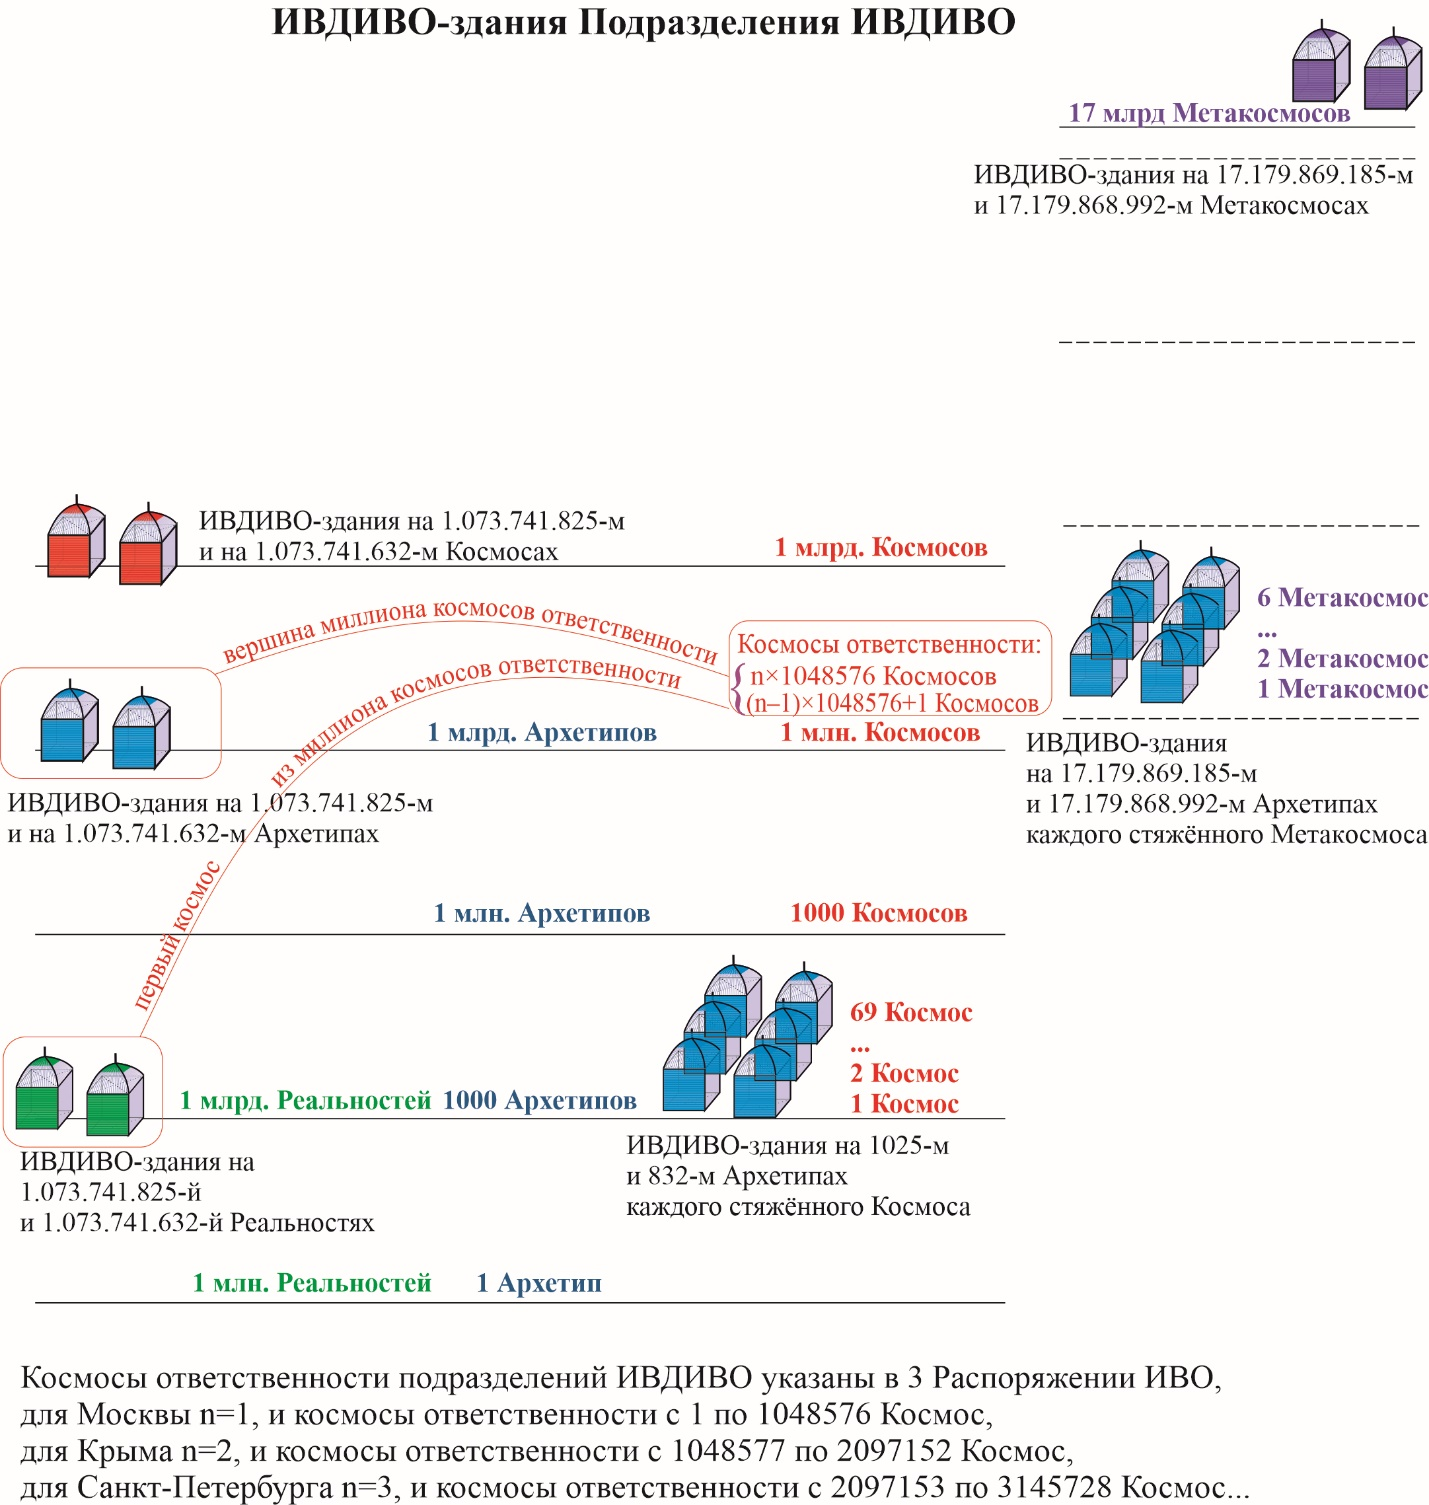 ИВДИВО-здания Подразделения ИВДИВО
17 млрд Метакосмосов
ИВДИВО-здания на 17.179.869.185-м
и 17.179.868.992-м Метакосмосах
ИВДИВО-здания на 1.073.741.825-м
и на 1.073.741.632-м Космосах
1 млрд. Космосов
вершина миллиона космосов ответственности
из миллиона космосов ответственности
первый космос
Космосы ответственности:
{ n×1048576 Космосов
(n–1)×1048576+1 Космосов
6 Метакосмос
...
2 Метакосмос
1 Метакосмос
1 млрд. Архетипов
1 млн. Космосов
ИВДИВО-здания
на 17.179.869.185-м
и 17.179.868.992-м Архетипах
каждого стяжённого Метакосмоса
ИВДИВО-здания на 1.073.741.825-м
и на 1.073.741.632-м Архетипах
1 млн. Архетипов
1000 Космосов
69 Космос
...
2 Космос
1 Космос
1 млрд. Реальностей
1000 Архетипов
ИВДИВО-здания на 1025-м
и 832-м Архетипах
каждого стяжённого Космоса
ИВДИВО-здания на
1.073.741.825-й
и 1.073.741.632-й Реальностях
1 млн. Реальностей
1 Архетип
Космосы ответственности подразделений ИВДИВО указаны в 3 Распоряжении ИВО,
для Москвы n=1, и космосы ответственности с 1 по 1048576 Космос,
для Крыма n=2, и космосы ответственности с 1048577 по 2097152 Космос,
для Санкт-Петербурга n=3, и космосы ответственности с 2097153 по 3145728 Космос...